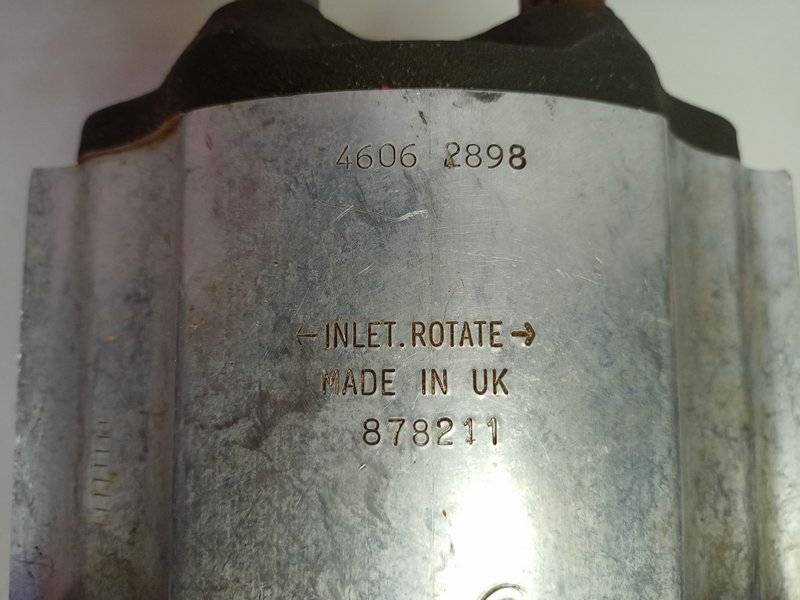 4606 2898
←INLET.ROTATE→
MADE IN UK
878211